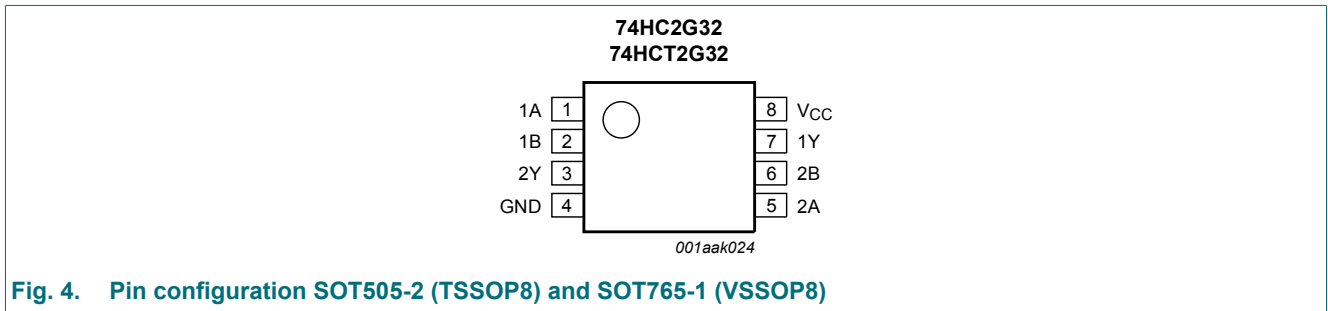 74HC2G32
74HCT2G32
1A 1 8 VCC
1B 2 7 1Y
2Y 3 6 2B
GND 4 5 2A
001aak024
Fig. 4. Pin configuration SOT505-2 (TSSOP8) and SOT765-1 (VSSOP8)